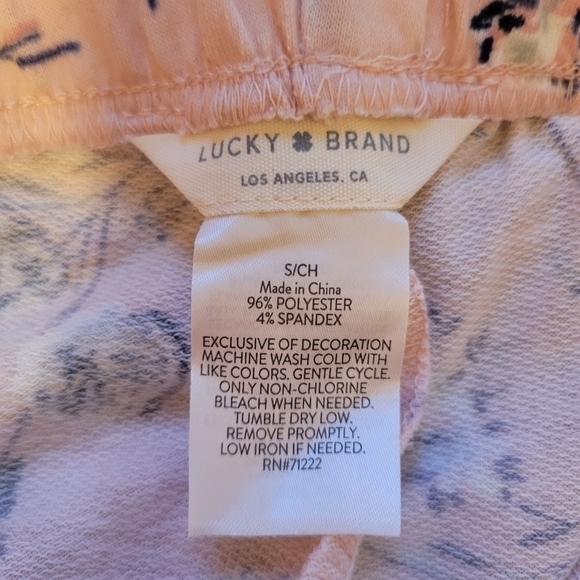 LUCKY BRAND
LOS ANGELES, CA
S/CH
Made in China
96% POLYESTER
4% SPANDEX
EXCLUSIVE OF DECORATION
MACHINE WASH COLD WITH
LIKE COLORS, GENTLE CYCLE.
ONLY NON-CHLORINE
BLEACH WHEN NEEDED.
TUMBLE DRY LOW.
REMOVE PROMPTLY.
LOW IRON IF NEEDED.
RN#71222